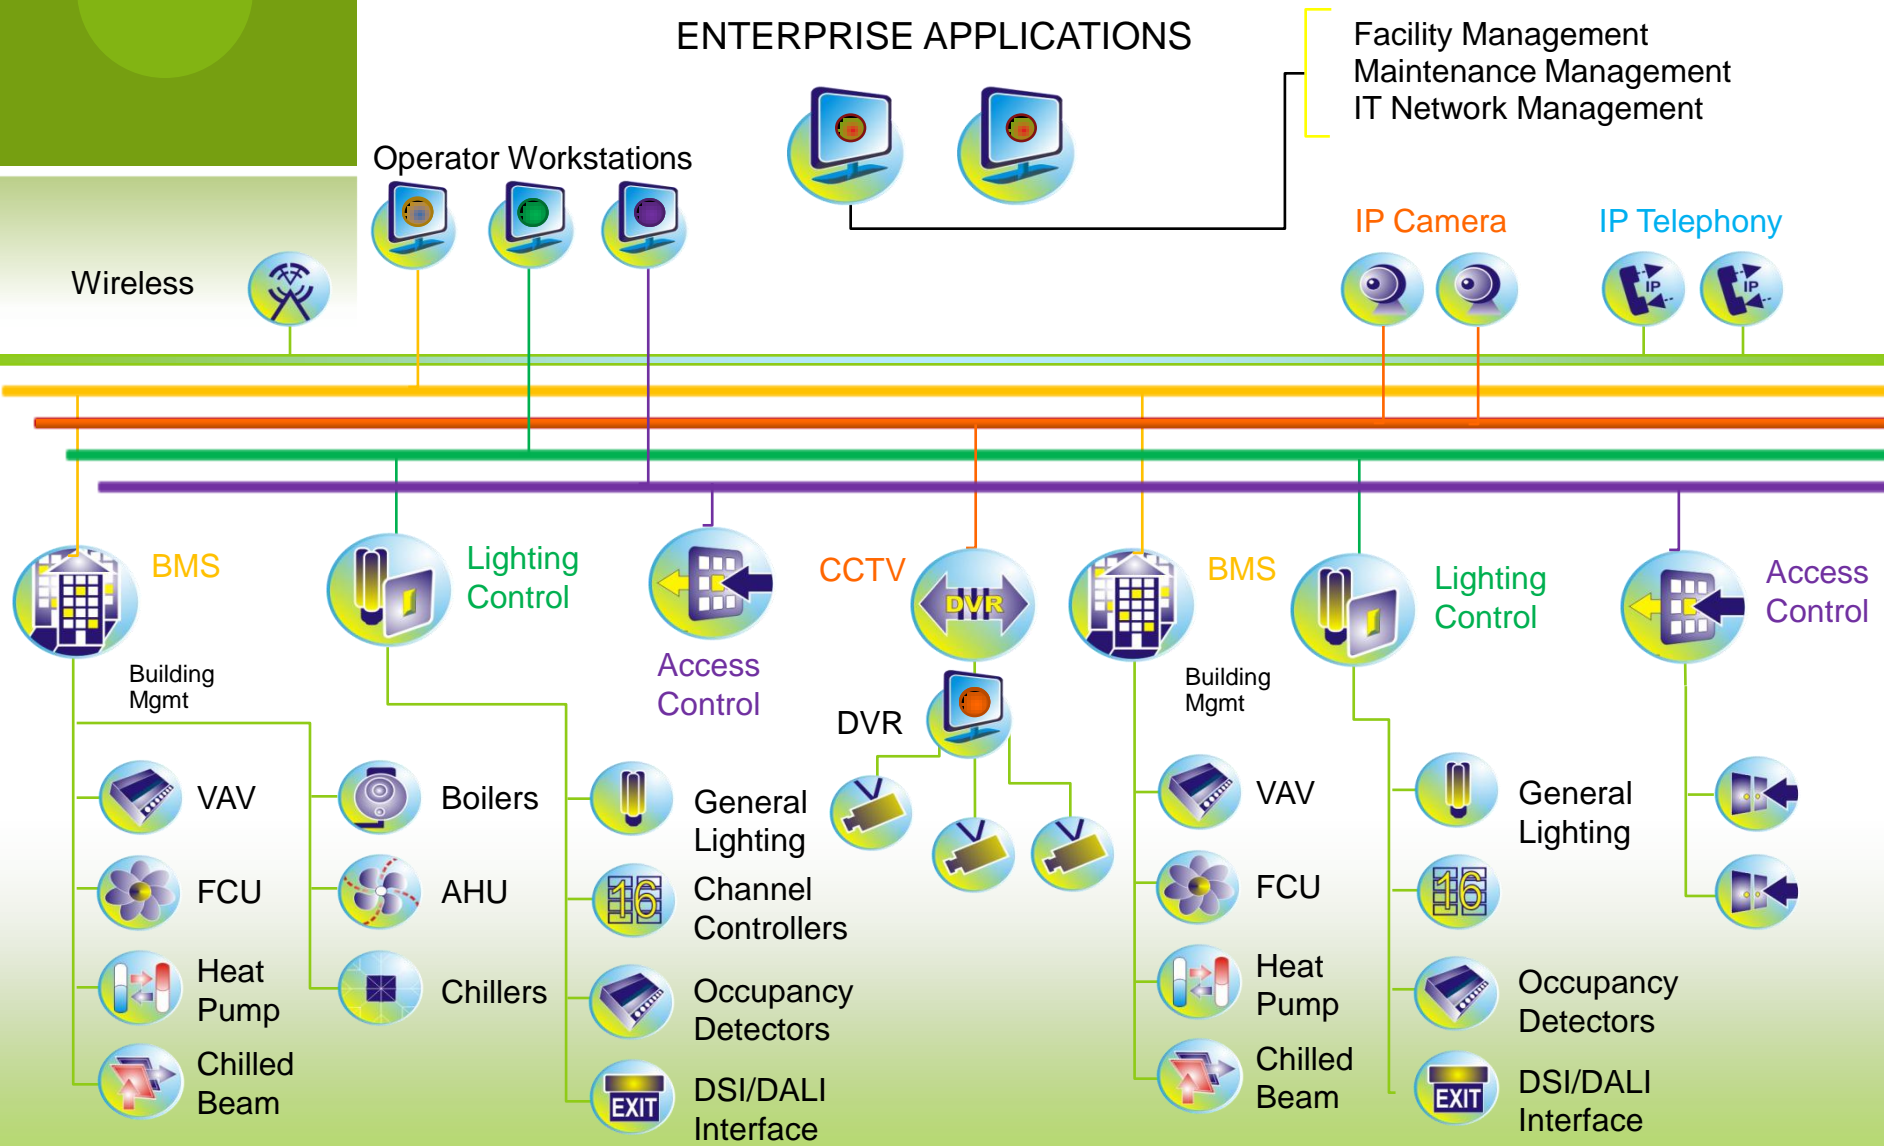 ENTERPRISE APPLICATIONS
Facility Management
Maintenance Management
IT Network Management
Operator Workstations
IP Camera
IP Telephony
Wireless
IP
IP
BMS
Lighting
Control
Access
Control
CCTV
DVR
BMS
Lighting
Control
Access
Control
Building
Mgmt
DVR
Building
Mgmt
VAV
Boilers
General
Lighting
VAV
General
Lighting
FCU
AHU
16
Channel
Controllers
FCU
16
Heat
Pump
Chillers
Occupancy
Detectors
Heat
Pump
Occupancy
Detectors
Chilled
Beam
EXIT
DSI/DALI
Interface
Chilled
Beam
EXIT
DSI/DALI
Interface